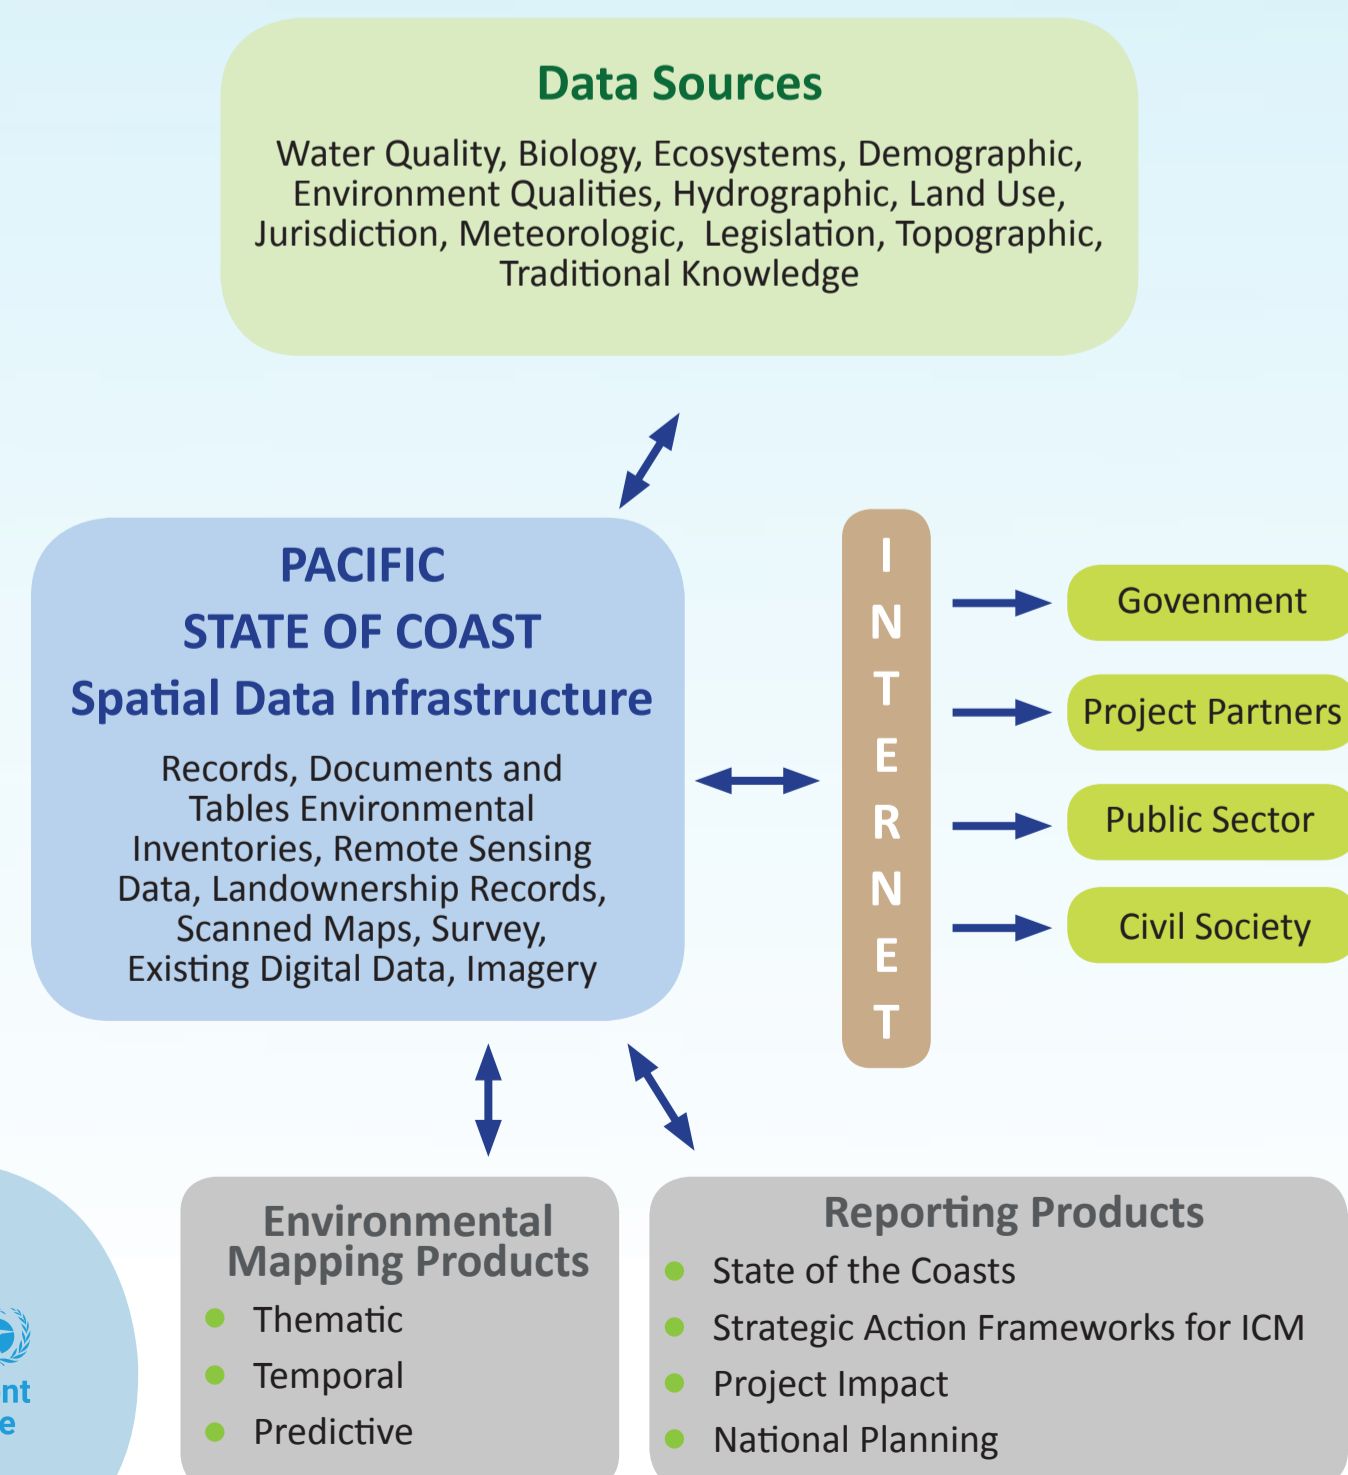 Data Sources
Water Quality, Biology, Ecosystems, Demographic,
Environment Qualities, Hydrographic, Land Use,
Jurisdiction, Meteorologic, Legislation, Topographic,
Traditional Knowledge
PACIFIC
STATE OF COAST
Spatial Data Infrastructure
Records, Documents and
Tables Environmental
Inventories, Remote Sensing
Data, Landownership Records,
Scanned Maps, Survey,
Existing Digital Data, Imagery
INTERNET
Govenment
Project Partners
Public Sector
Civil Society
Environmental
Mapping Products
Thematic
Temporal
Predictive
Reporting Products
State of the Coasts
Strategic Action Frameworks for ICM
Project Impact
National Planning